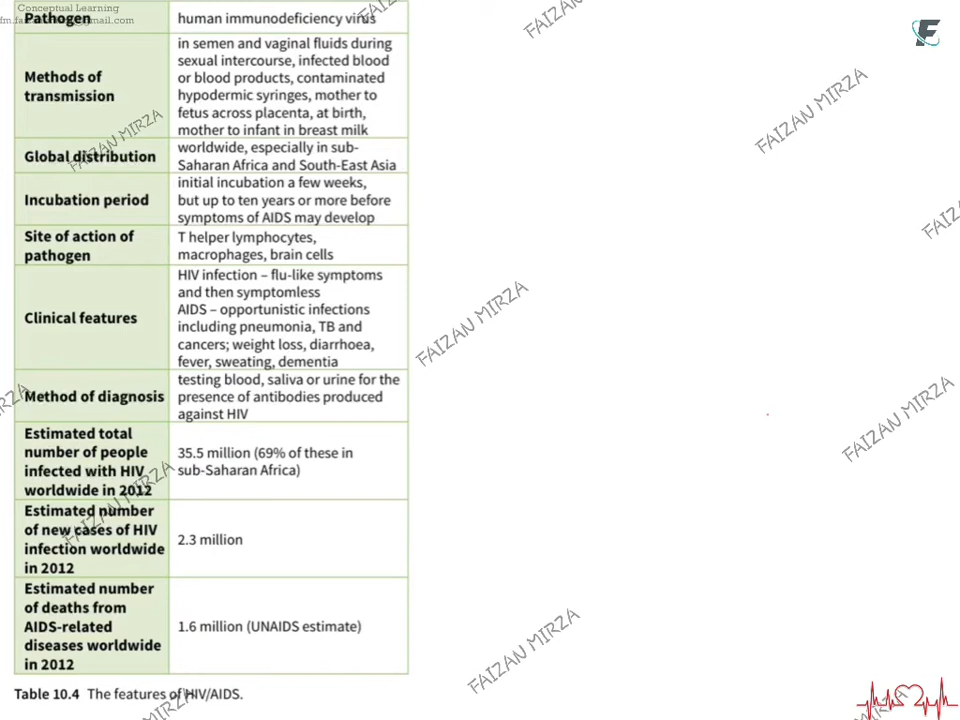 Conceptual Learning
Pathogen
human immunodeficiency virus
Methods of
transmission
in semen and vaginal fluids during
sexual intercourse, infected blood
or blood products, contaminated
hypodermic syringes, mother to
fetus across placenta, at birth,
mother to infant in breast milk
Global distribution
worldwide, especially in sub-
Saharan Africa and South-East Asia
Incubation period
initial incubation a few weeks,
but up to ten years or more before
symptoms of AIDS may develop
Site of action of
pathogen
T helper lymphocytes,
macrophages, brain cells
Clinical features
HIV infection – flu-like symptoms
and then symptomless
AIDS – opportunistic infections
including pneumonia, TB and
cancers; weight loss, diarrhoea,
fever, sweating, dementia
Method of diagnosis
testing blood, saliva or urine for the
presence of antibodies produced
against HIV
Estimated total
number of people
infected with HIV
worldwide in 2012
35.5 million (69% of these in
sub-Saharan Africa)
Estimated number
of new cases of HIV
infection worldwide
in 2012
2.3 million
Estimated number
of deaths from
AIDS-related
diseases worldwide
in 2012
1.6 million (UNAIDS estimate)
Table 10.4 The features of HIV/AIDS.
FAIZAN MIRZA
FAIZAN MIRZA
FAIZAN MIRZA
FAIZAN MIRZA
FAIZAN MIRZA
FAIZAN MIRZA